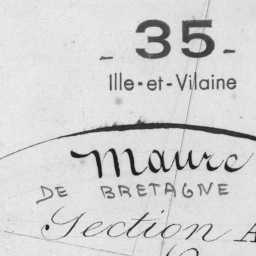 - 35 -
Ille-et-Vilaine
Maure
DE BRETAGNE
Section A